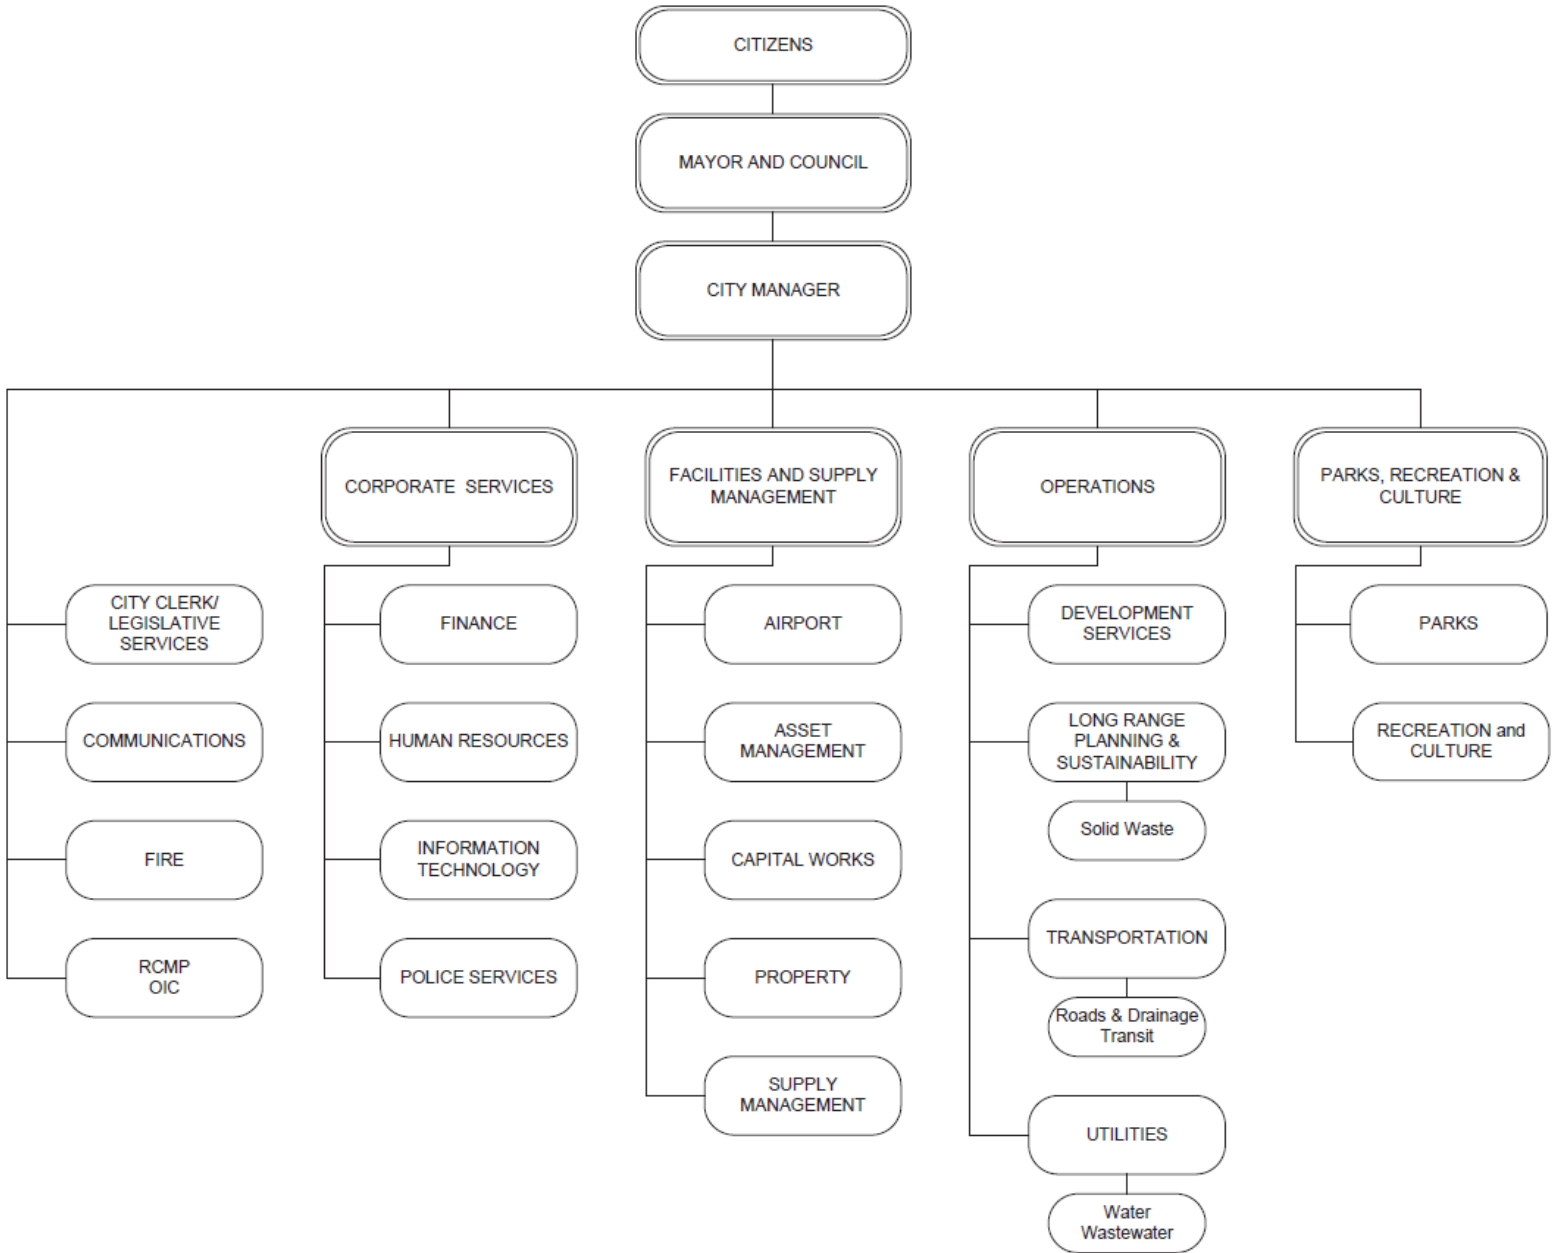 CITIZENS
MAYOR AND COUNCIL
CITY MANAGER
CORPORATE SERVICES
FACILITIES AND SUPPLY
MANAGEMENT
OPERATIONS
PARKS, RECREATION &
CULTURE
CITY CLERK/
LEGISLATIVE
SERVICES
COMMUNICATIONS
FIRE
RCMP
OIC
FINANCE
HUMAN RESOURCES
INFORMATION
TECHNOLOGY
POLICE SERVICES
AIRPORT
ASSET
MANAGEMENT
CAPITAL WORKS
PROPERTY
SUPPLY
MANAGEMENT
DEVELOPMENT
SERVICES
LONG RANGE
PLANNING &
SUSTAINABILITY
Solid Waste
TRANSPORTATION
Roads & Drainage
Transit
UTILITIES
Water
Wastewater
PARKS
RECREATION and
CULTURE